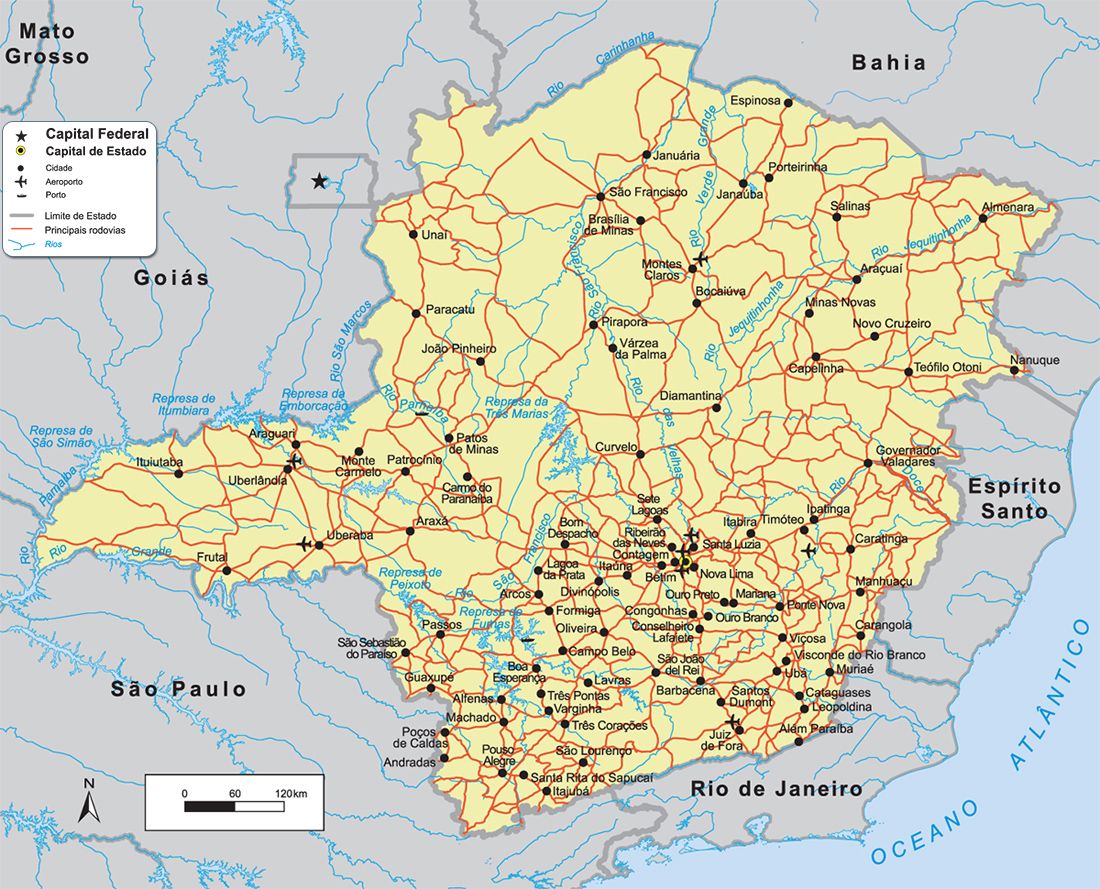 Mato
Grosso
Bahia
Goiás
São Paulo
Espírito
Santo
Rio de Janeiro
OCEANO
ATLÂNTICO
Capital Federal
Capital de Estado
Cidade
Aeroporto
Porto
Limite de Estado
Principais rodovias
Rios
Rio Carinhanha
Espinosa
Rio Verde Grande
Januária
Porteirinha
Janaúba
São Francisco
Brasília
de Minas
Salinas
Almenara
Rio Jequitinhonha
Unaí
Rio São Francisco
Montes
Claros
Araçuaí
Bocaiúva
Rio Jequitinhonha
Minas Novas
Paracatu
Rio São Marcos
Pirapora
Novo Cruzeiro
João Pinheiro
Várzea
da Palma
Capelinha
Teófilo Otoni
Nanuque
Rio das Velhas
Diamantina
Represa de
Itumbiara
Represa da
Emborcação
Rio Parnaíba
Represa da
Três Marias
Represa de
São Simão
Parnaíba
Araguari
Patos
de Minas
Curvelo
Governador
Valadares
Ituiutaba
Uberlândia
Monte
Carmelo
Patrocínio
Carmo do
Paranaíba
Rio Doce
Sete
Lagoas
Ipatinga
Araxá
Bom
Despacho
Ribeirão
das Neves
Itabira
Timóteo
Uberaba
Rio São Francisco
Contagem
Santa Luzia
Caratinga
Rio Grande
Rio
Frutal
Represa de
Peixoto
Lagoa
da Prata
Itaúna
Betim
Nova Lima
Manhuaçu
Arcos
Divinópolis
Ouro Preto
Mariana
Ponte Nova
Rio
Represa de
Furnas
Formiga
Congonhas
Ouro Branco
Passos
Oliveira
Conselheiro
Lafaiete
Viçosa
Carangola
São Sebastião
do Paraíso
Campo Belo
Visconde do Rio Branco
Guaxupé
Boa
Esperança
São João
del Rei
Ubá
Muriaé
Lavras
Barbacena
Santos
Dumont
Cataguases
Leopoldina
Alfenas
Três Pontas
Varginha
Machado
Três Corações
Juiz
de Fora
Além Paraíba
Poços
de Caldas
Pouso
Alegre
São Lourenço
Andradas
Santa Rita do Sapucaí
Itajubá
N
0 60 120km